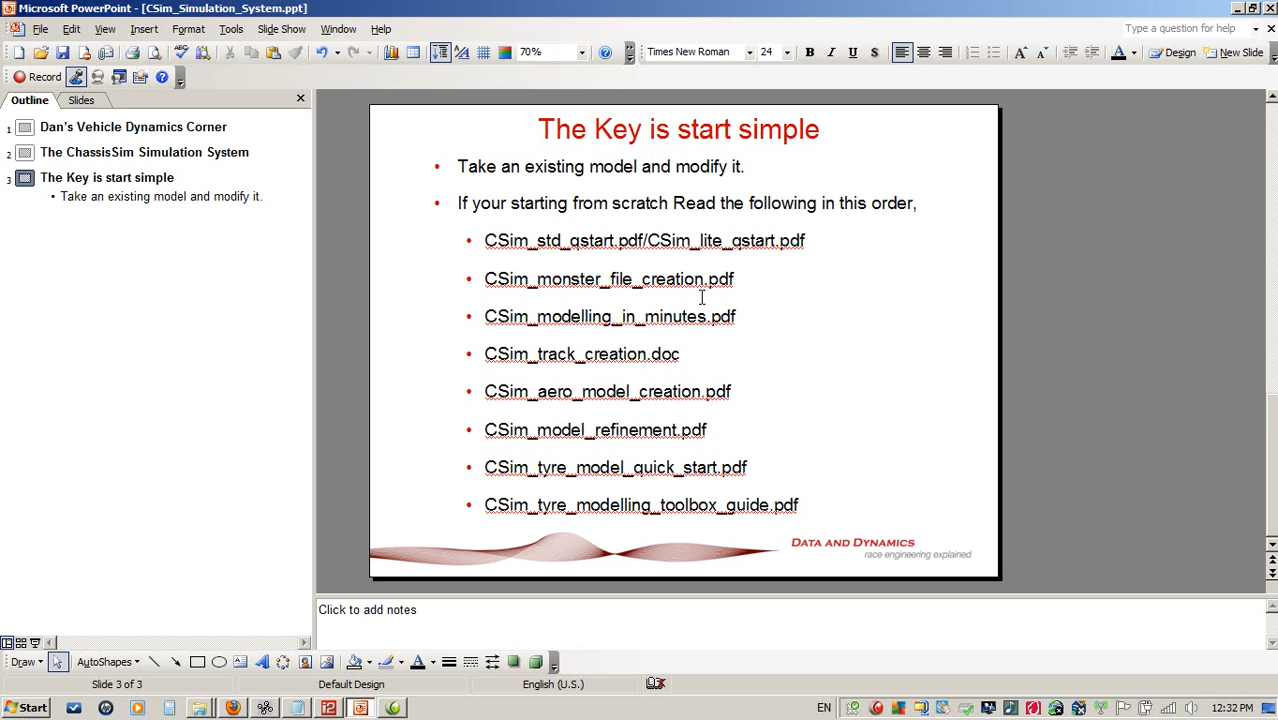 Microsoft PowerPoint - [CSim_Simulation_System.ppt]
File Edit View Insert Format Tools Slide Show Window Help
Type a question for help
70%
Times New Roman 24 B I U S
Design New Slide
Record
Outline Slides
1 Dan's Vehicle Dynamics Corner
2 The ChassisSim Simulation System
3 The Key is start simple
• Take an existing model and modify it.
The Key is start simple
• Take an existing model and modify it.
• If your starting from scratch Read the following in this order,
• CSim_std_qstart.pdf/CSim_lite_qstart.pdf
• CSim_monster_file_creation.pdf
• CSim_modelling_in_minutes.pdf
• CSim_track_creation.doc
• CSim_aero_model_creation.pdf
• CSim_model_refinement.pdf
• CSim_tyre_model_quick_start.pdf
• CSim_tyre_modelling_toolbox_guide.pdf
DATA AND DYNAMICS
race engineering explained
Click to add notes
Draw AutoShapes
Slide 3 of 3 Default Design English (U.S.)
Start
EN
12:32 PM